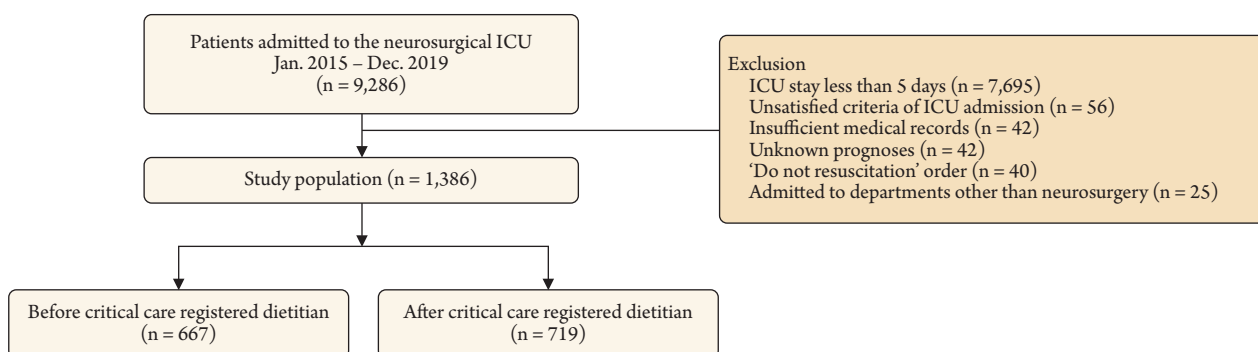 Patients admitted to the neurosurgical ICU
Jan. 2015 – Dec. 2019
(n = 9,286)
Exclusion
ICU stay less than 5 days (n = 7,695)
Unsatisfied criteria of ICU admission (n = 56)
Insufficient medical records (n = 42)
Unknown prognoses (n = 42)
‘Do not resuscitation’ order (n = 40)
Admitted to departments other than neurosurgery (n = 25)
Study population (n = 1,386)
Before critical care registered dietitian
(n = 667)
After critical care registered dietitian
(n = 719)